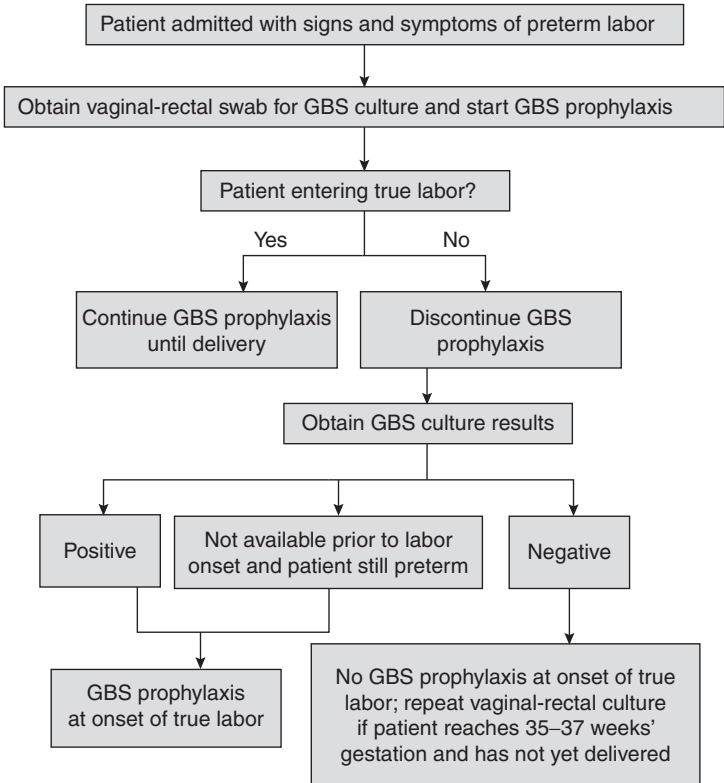 Patient admitted with signs and symptoms of preterm labor
Obtain vaginal-rectal swab for GBS culture and start GBS prophylaxis
Patient entering true labor?
Yes
No
Continue GBS prophylaxis
until delivery
Discontinue GBS
prophylaxis
Obtain GBS culture results
Positive
Not available prior to labor
onset and patient still preterm
Negative
GBS prophylaxis
at onset of true labor
No GBS prophylaxis at onset of true
labor; repeat vaginal-rectal culture
if patient reaches 35–37 weeks’
gestation and has not yet delivered